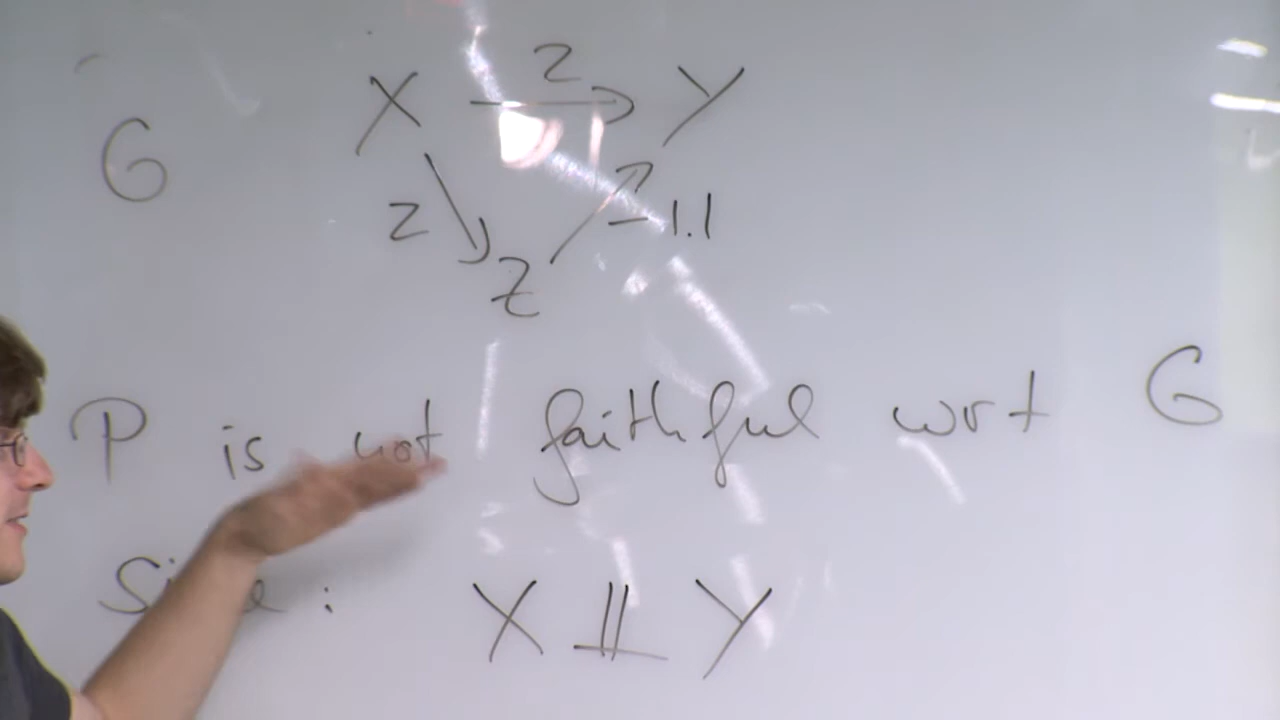 G X 2 Y
2 -1.1
Z
P is not faithful wrt G
: X ⫫ Y